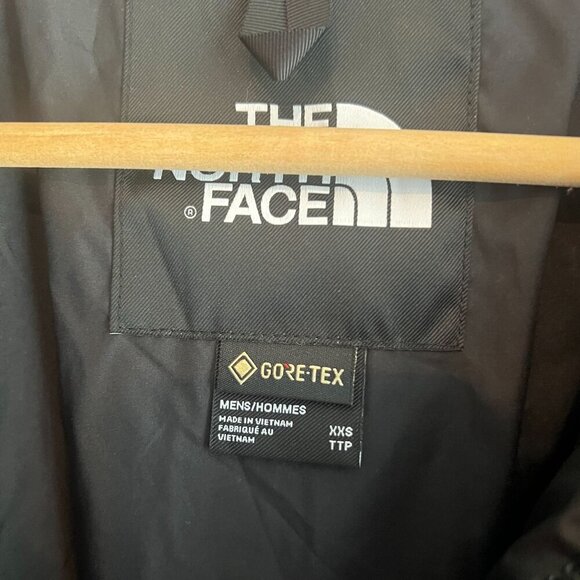 THE
NORTH
® FACE
GORE-TEX
MENS/HOMMES
MADE IN VIETNAM
FABRIQUÉ AU
VIETNAM
XXS
TTP